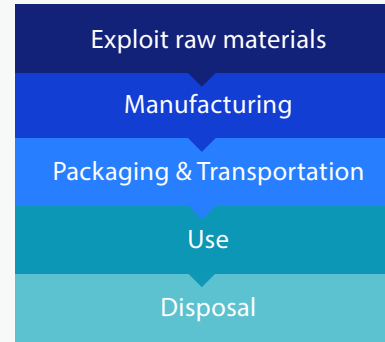 Exploit raw materials
Manufacturing
Packaging & Transportation
Use
Disposal